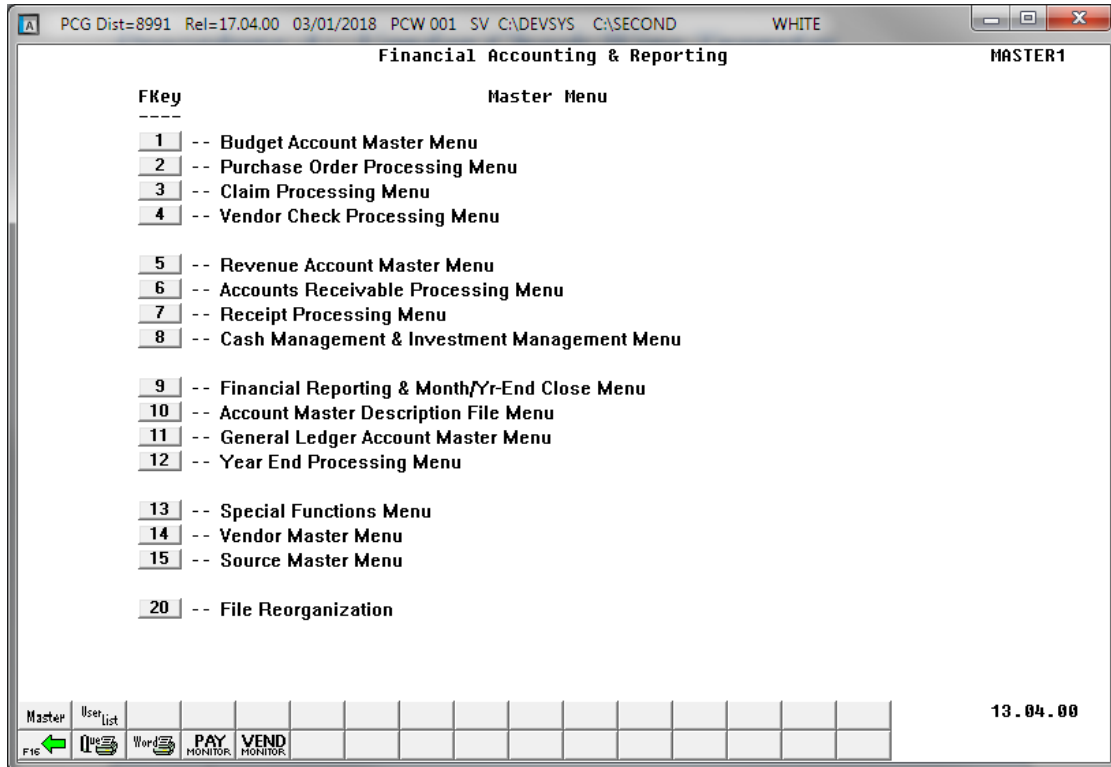 PCG Dist=8991 Rel=17.04.00 03/01/2018 PCW 001 SV C:\DEVSYS C:\SECOND WHITE
Financial Accounting & Reporting MASTER1
FKey Master Menu
----
1 -- Budget Account Master Menu
2 -- Purchase Order Processing Menu
3 -- Claim Processing Menu
4 -- Vendor Check Processing Menu
5 -- Revenue Account Master Menu
6 -- Accounts Receivable Processing Menu
7 -- Receipt Processing Menu
8 -- Cash Management & Investment Management Menu
9 -- Financial Reporting & Month/Yr-End Close Menu
10 -- Account Master Description File Menu
11 -- General Ledger Account Master Menu
12 -- Year End Processing Menu
13 -- Special Functions Menu
14 -- Vendor Master Menu
15 -- Source Master Menu
20 -- File Reorganization
Master User List 13.04.00
F16 Que Word PAY MONITOR VEND MONITOR